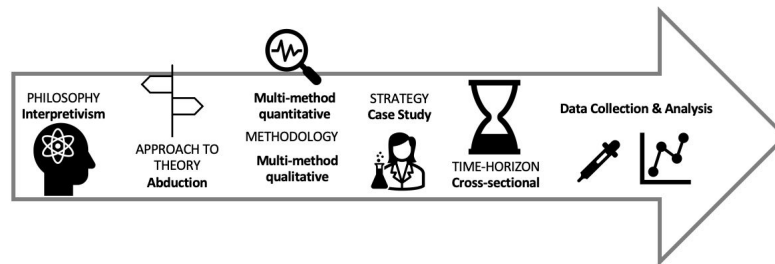 PHILOSOPHY
Interpretivism
APPROACH TO
THEORY
Abduction
Multi-method
quantitative
METHODOLOGY
Multi-method
qualitative
STRATEGY
Case Study
TIME-HORIZON
Cross-sectional
Data Collection & Analysis